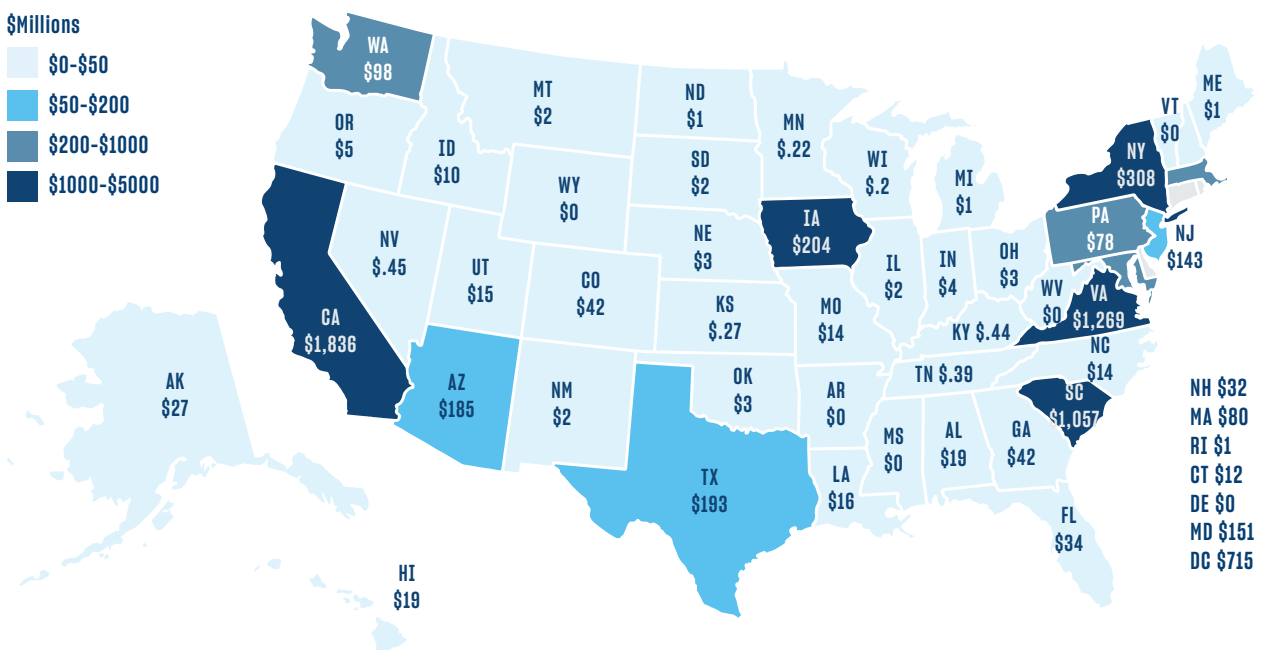 $Millions
$0-$50
$50-$200
$200-$1000
$1000-$5000
WA
$98
OR
$5
ID
$10
MT
$2
ND
$1
MN
$.22
SD
$2
WI
$.2
MI
$1
VT
$0
ME
$1
NY
$308
WY
$0
IA
$204
PA
$78
NJ
$143
NE
$3
NV
$.45
UT
$15
CO
$42
IL
$2
IN
$4
OH
$3
WV
$0
VA
$1,269
CA
$1,836
KS
$.27
MO
$14
KY $.44
NC
$14
AZ
$185
NM
$2
OK
$3
TN $.39
AR
$0
SC
$1,057
AK
$27
MS
$0
AL
$19
GA
$42
TX
$193
LA
$16
FL
$34
HI
$19
NH $32
MA $80
RI $1
CT $12
DE $0
MD $151
DC $715